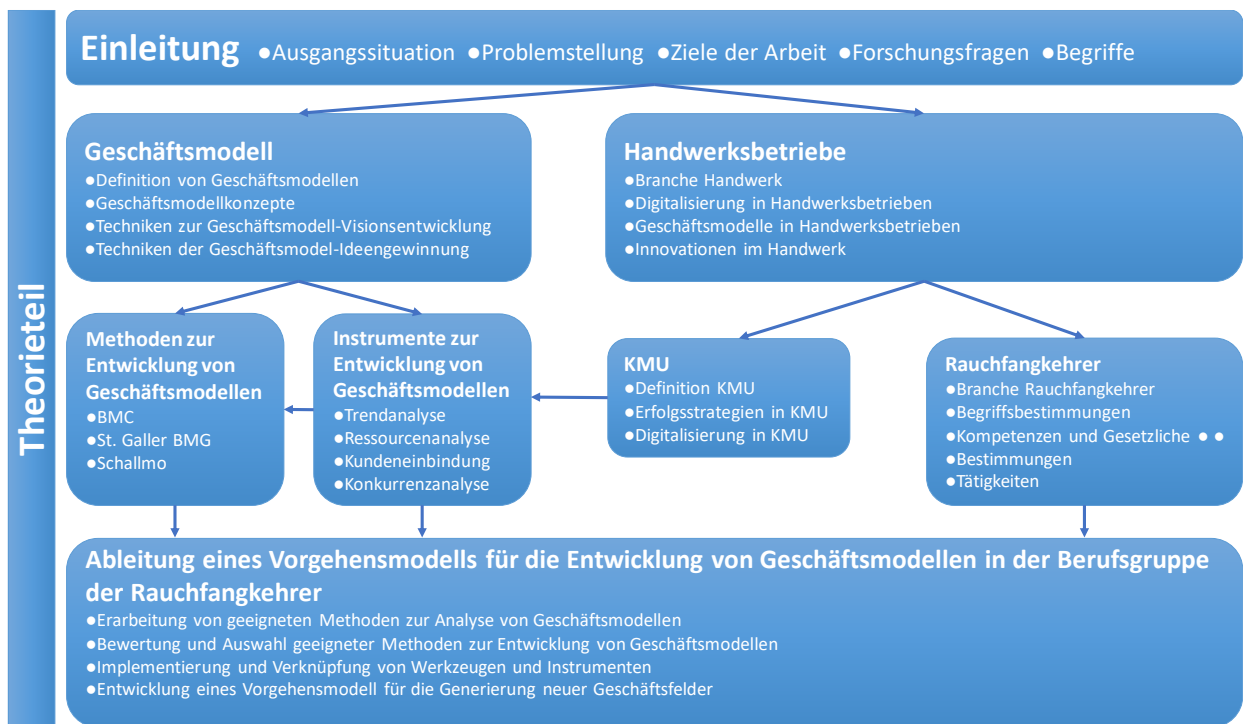 Theorieteil
Einleitung ●Ausgangssituation ●Problemstellung ●Ziele der Arbeit ●Forschungsfragen ●Begriffe
Geschäftsmodell
●Definition von Geschäftsmodellen
●Geschäftsmodellkonzepte
●Techniken zur Geschäftsmodell-Visionsentwicklung
●Techniken der Geschäftsmodel-Ideengewinnung
Handwerksbetriebe
●Branche Handwerk
●Digitalisierung in Handwerksbetrieben
●Geschäftsmodelle in Handwerksbetrieben
●Innovationen im Handwerk
Methoden zur
Entwicklung von
Geschäftsmodellen
●BMC
●St. Galler BMG
●Schallmo
Instrumente zur
Entwicklung von
Geschäftsmodellen
●Trendanalyse
●Ressourcenanalyse
●Kundeneinbindung
●Konkurrenzanalyse
KMU
●Definition KMU
●Erfolgsstrategien in KMU
●Digitalisierung in KMU
Rauchfangkehrer
●Branche Rauchfangkehrer
●Begriffsbestimmungen
●Kompetenzen und Gesetzliche ● ●
●Bestimmungen
●Tätigkeiten
Ableitung eines Vorgehensmodells für die Entwicklung von Geschäftsmodellen in der Berufsgruppe
der Rauchfangkehrer
●Erarbeitung von geeigneten Methoden zur Analyse von Geschäftsmodellen
●Bewertung und Auswahl geeigneter Methoden zur Entwicklung von Geschäftsmodellen
●Implementierung und Verknüpfung von Werkzeugen und Instrumenten
●Entwicklung eines Vorgehensmodell für die Generierung neuer Geschäftsfelder